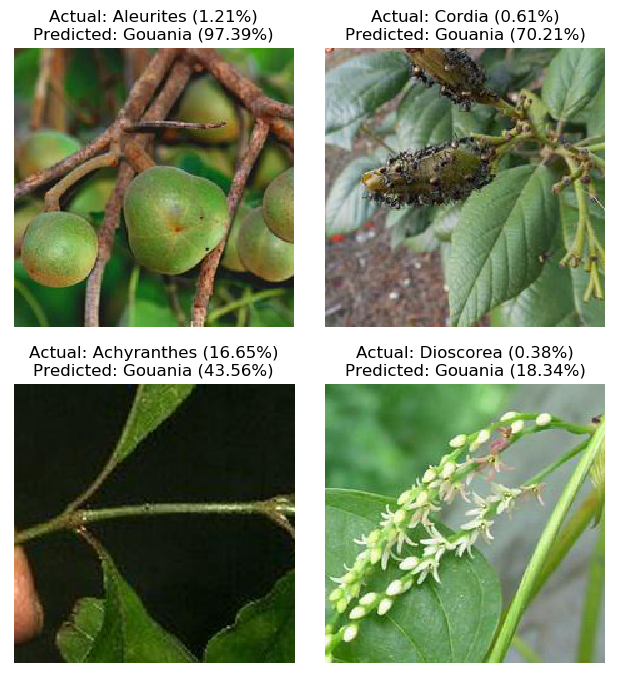 Actual: Aleurites (1.21%)
Predicted: Gouania (97.39%)
Actual: Cordia (0.61%)
Predicted: Gouania (70.21%)
Actual: Achyranthes (16.65%)
Predicted: Gouania (43.56%)
Actual: Dioscorea (0.38%)
Predicted: Gouania (18.34%)